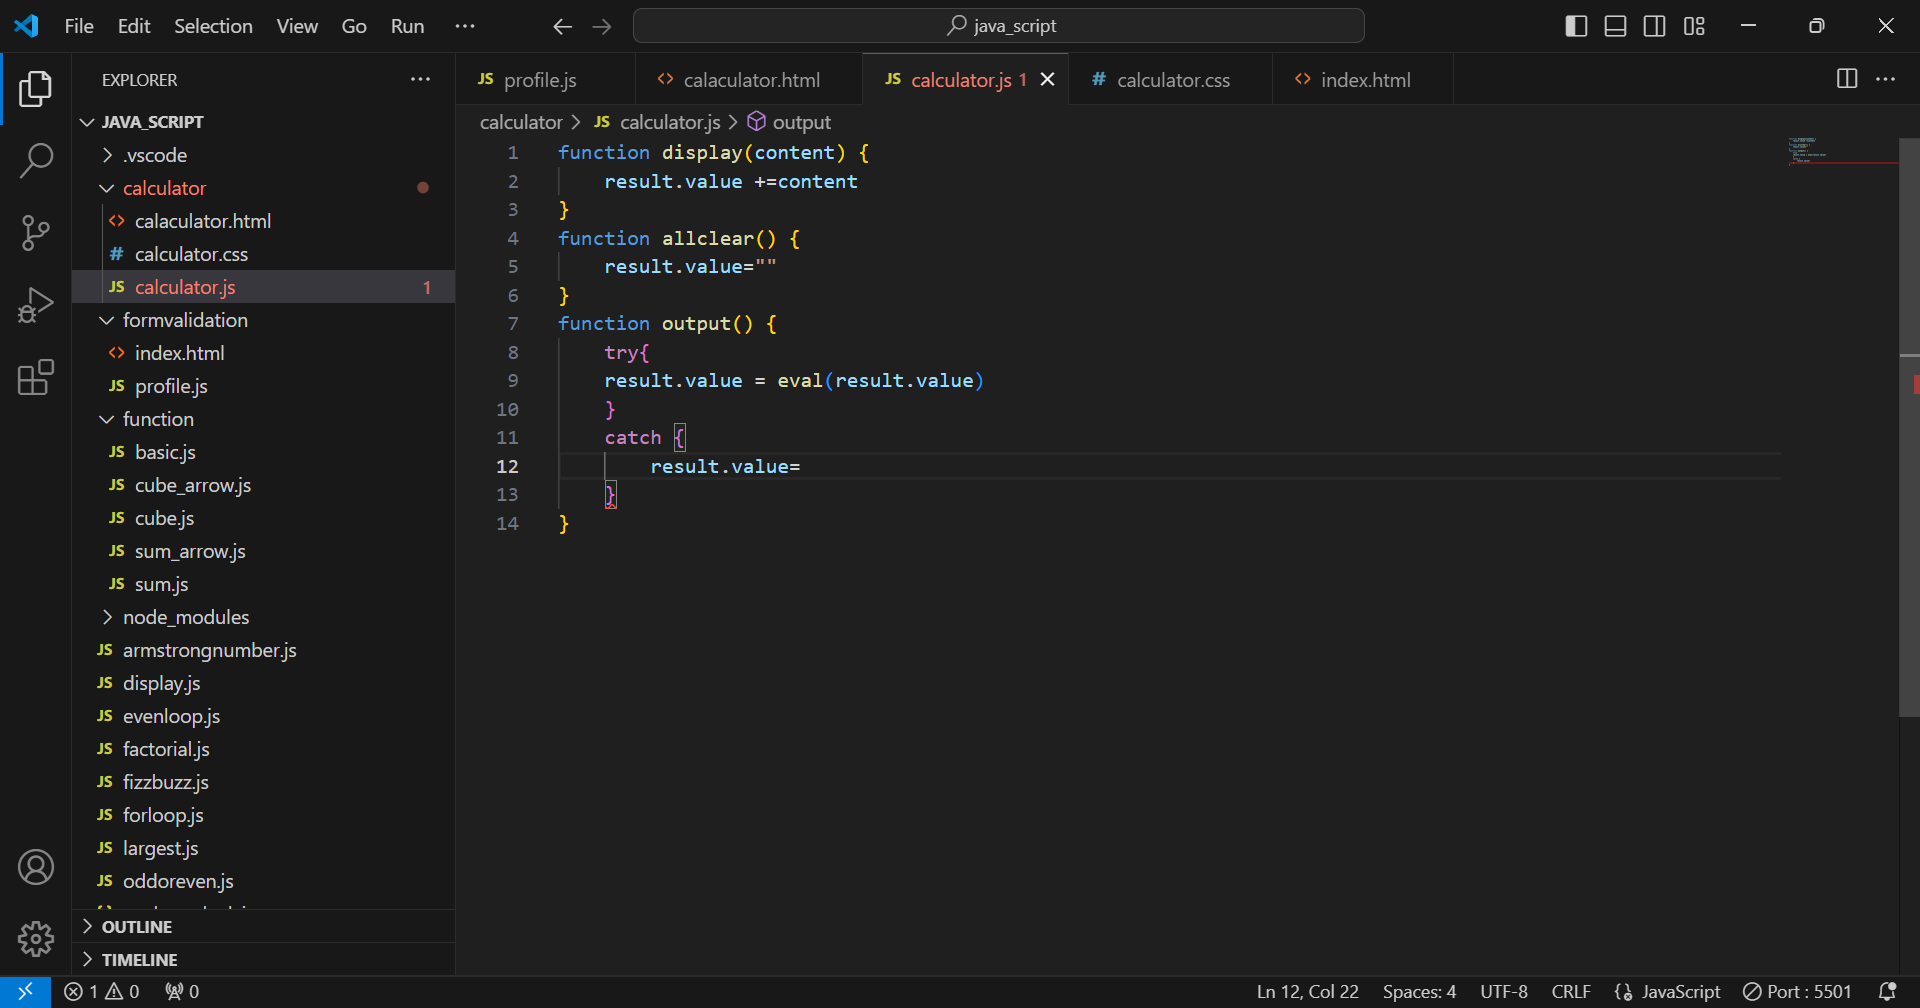 File Edit Selection View Go Run ···
java_script
EXPLORER ···
JAVA_SCRIPT
.vscode
calculator
<> calaculator.html
# calculator.css
JS calculator.js 1
formvalidation
<> index.html
JS profile.js
function
JS basic.js
JS cube_arrow.js
JS cube.js
JS sum_arrow.js
JS sum.js
node_modules
JS armstrongnumber.js
JS display.js
JS evenloop.js
JS factorial.js
JS fizzbuzz.js
JS forloop.js
JS largest.js
JS oddoreven.js
OUTLINE
TIMELINE
JS profile.js <> calaculator.html JS calculator.js 1 # calculator.css <> index.html
calculator > JS calculator.js > output
1 function display(content) {
2 result.value +=content
3 }
4 function allclear() {
5 result.value=""
6 }
7 function output() {
8 try{
9 result.value = eval(result.value)
10 }
11 catch {
12 result.value=
13 }
14 }
1 0 0 Ln 12, Col 22 Spaces: 4 UTF-8 CRLF JavaScript Port : 5501